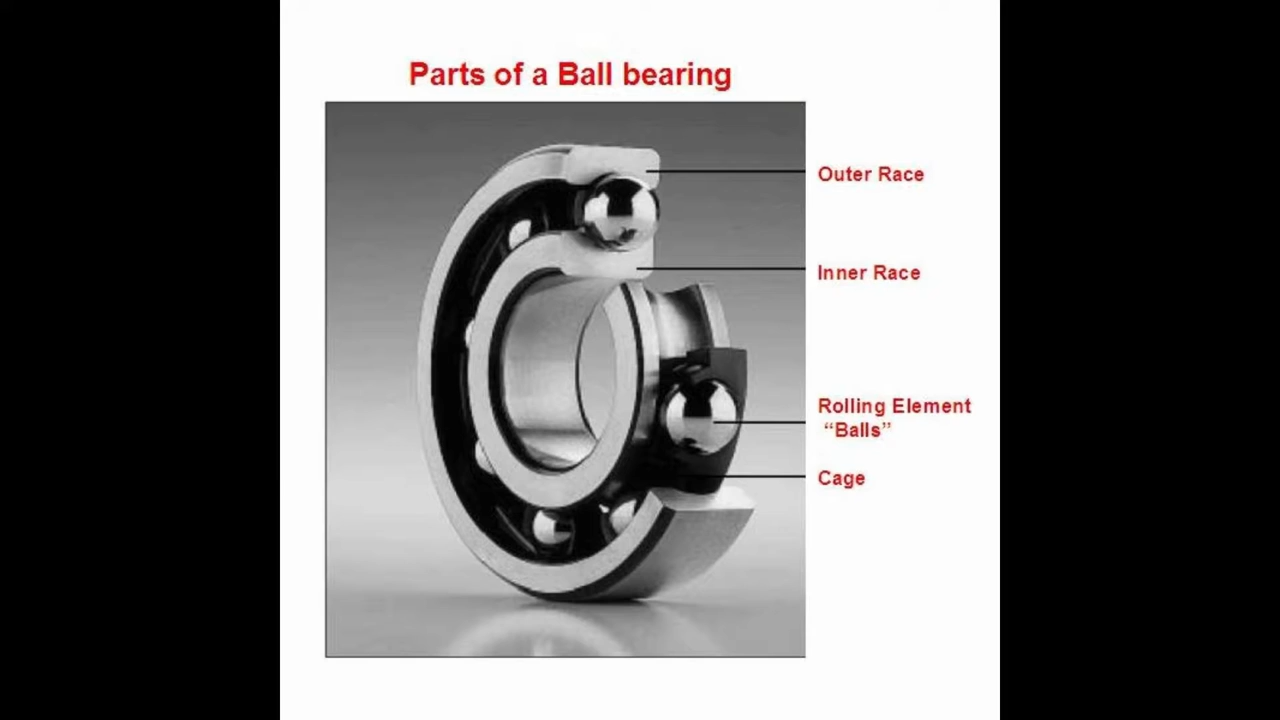 Parts of a Ball bearing
Outer Race
Inner Race
Rolling Element
“Balls”
Cage